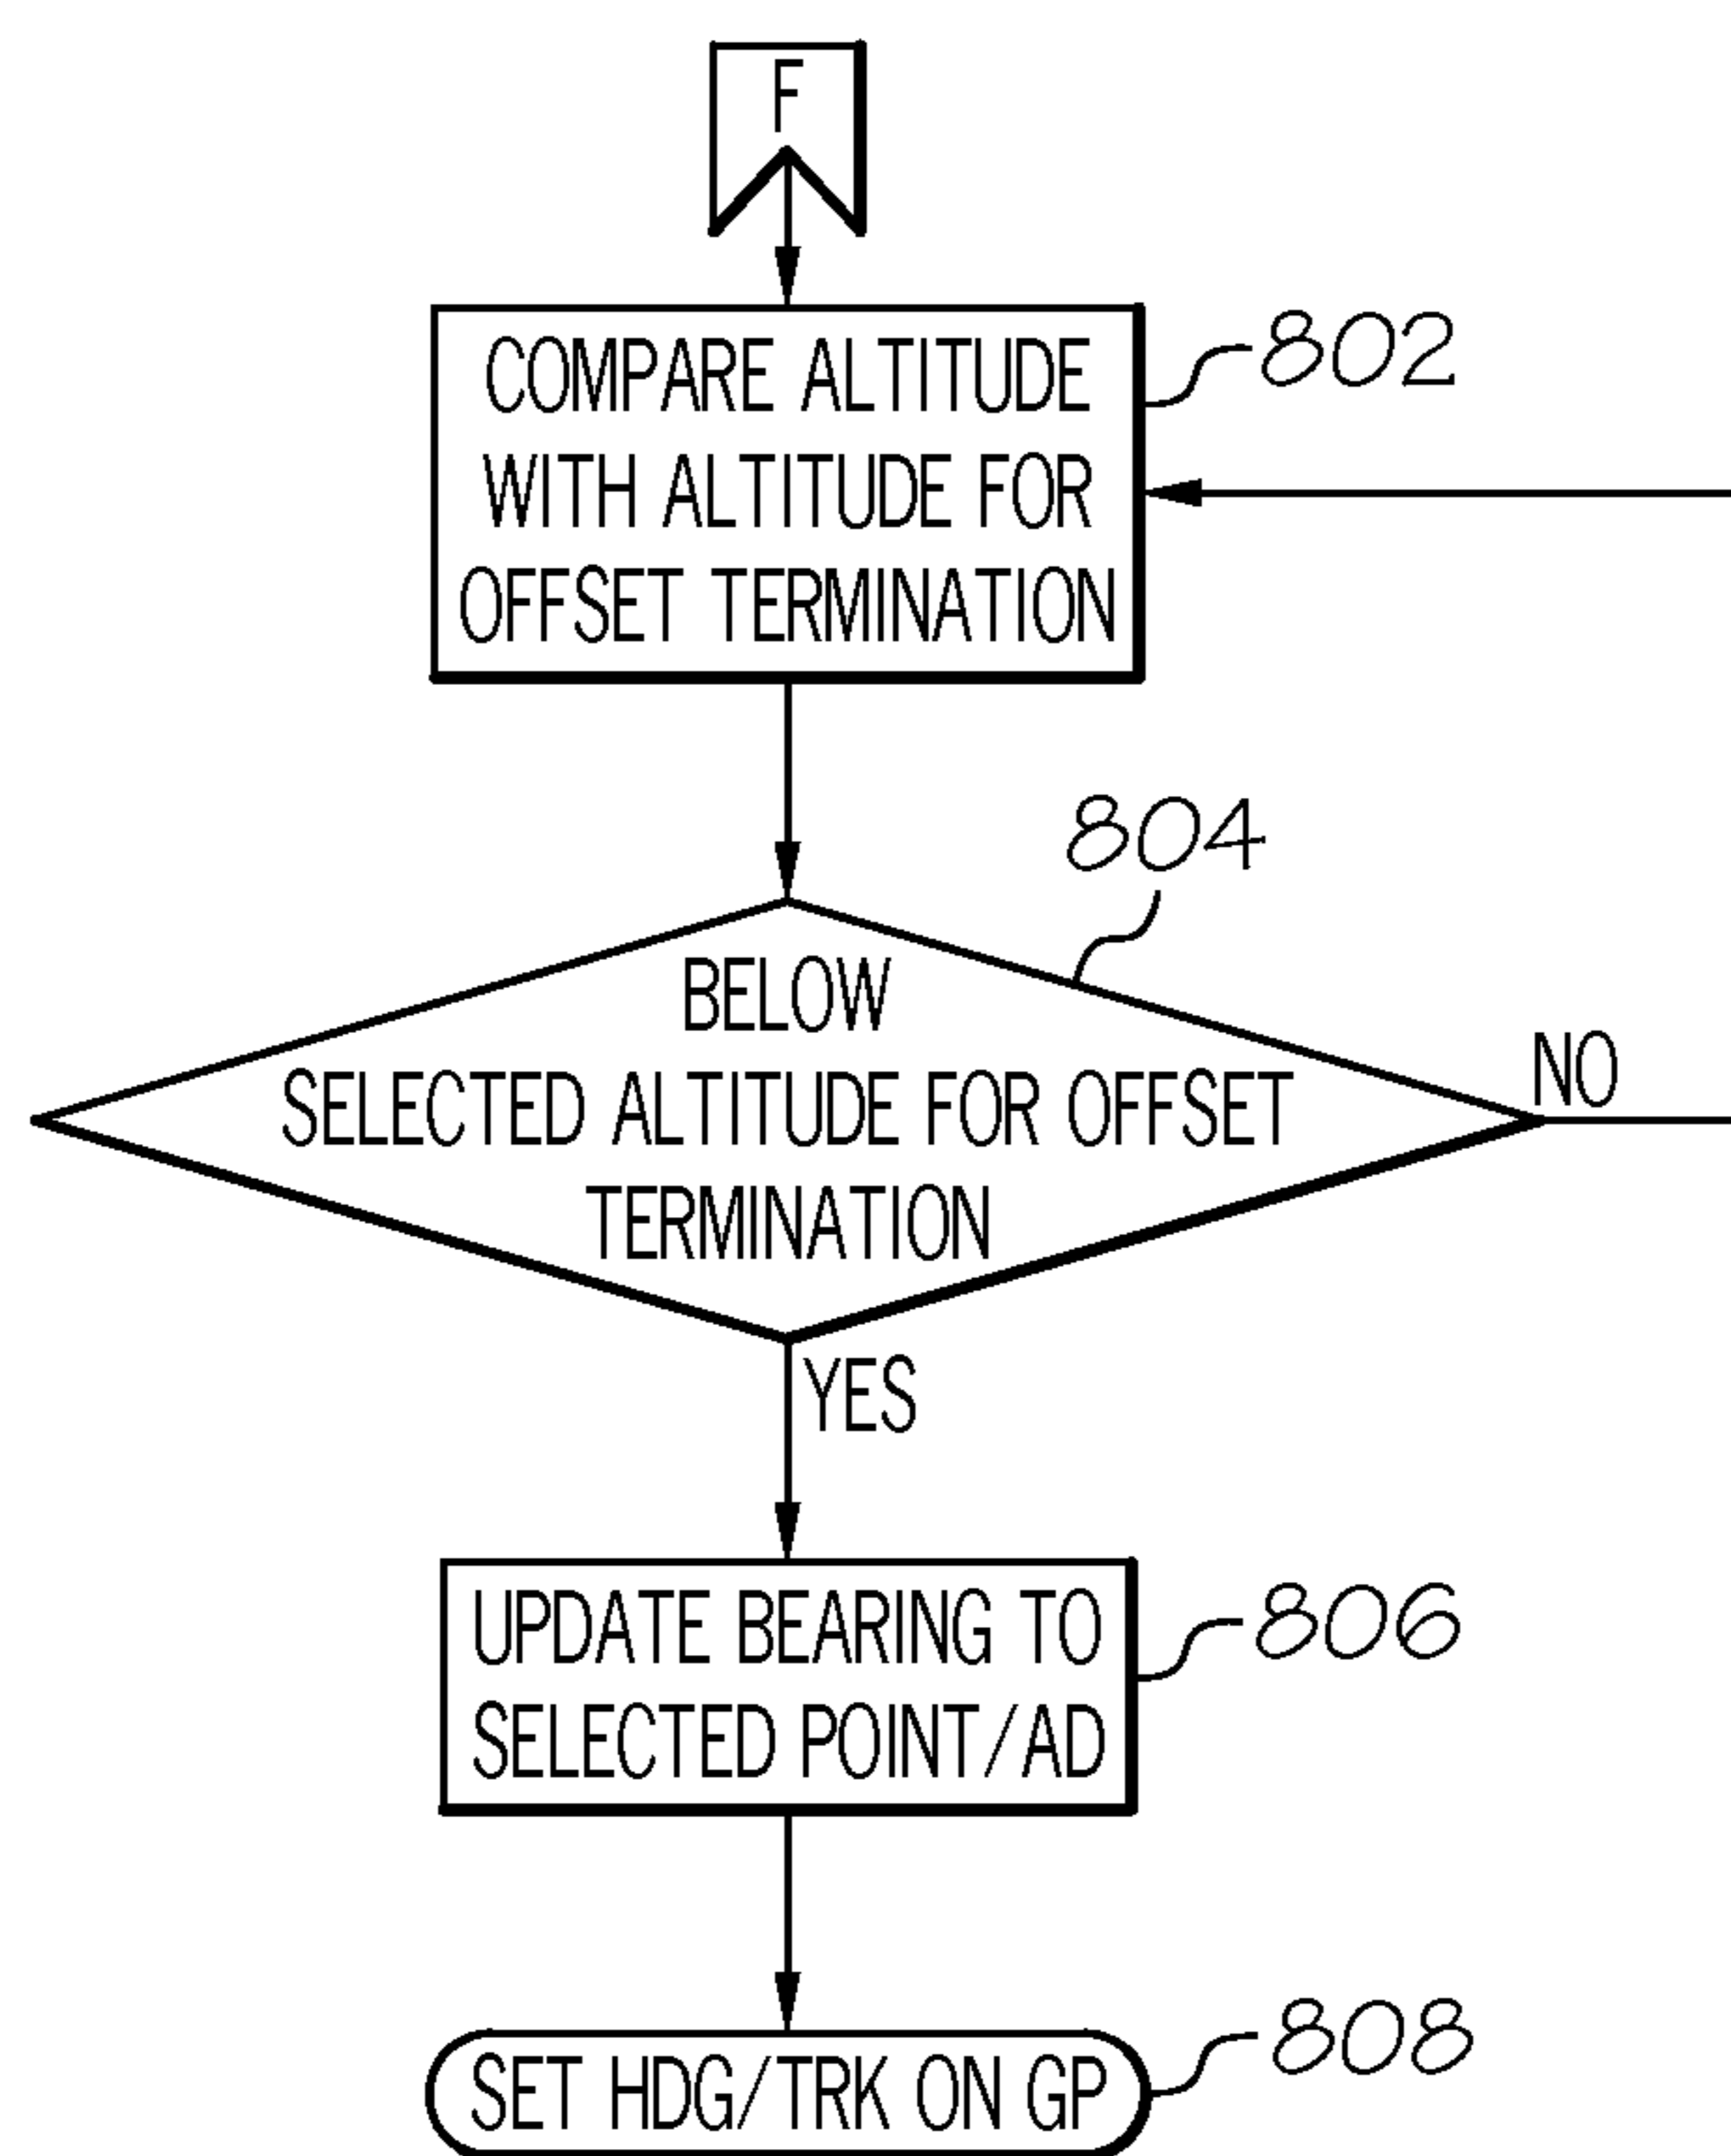 F
COMPARE ALTITUDE
WITH ALTITUDE FOR
OFFSET TERMINATION
802
804
BELOW
SELECTED ALTITUDE FOR OFFSET
TERMINATION
NO
YES
UPDATE BEARING TO
SELECTED POINT/AD
806
SET HDG/TRK ON GP
808